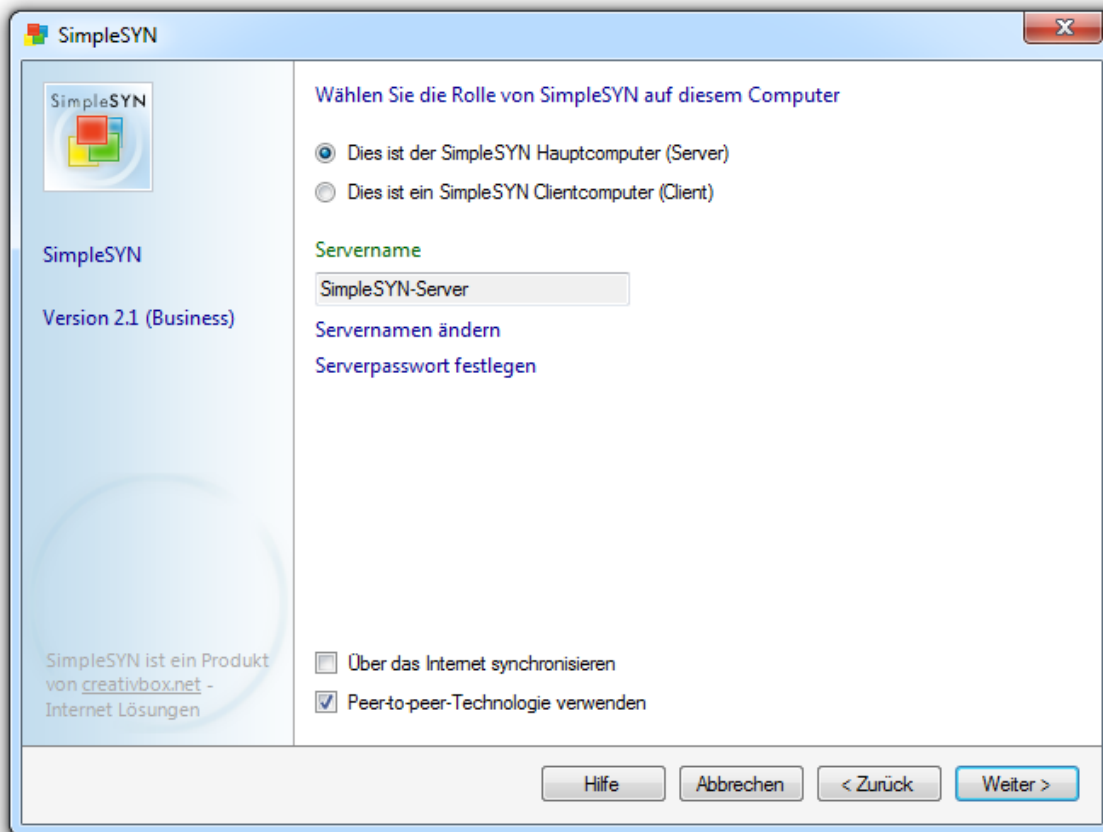 SimpleSYN
SimpleSYN
SimpleSYN
Version 2.1 (Business)
SimpleSYN ist ein Produkt
von creativbox.net -
Internet Lösungen
Wählen Sie die Rolle von SimpleSYN auf diesem Computer
Dies ist der SimpleSYN Hauptcomputer (Server)
Dies ist ein SimpleSYN Clientcomputer (Client)
Servername
SimpleSYN-Server
Servernamen ändern
Serverpasswort festlegen
Über das Internet synchronisieren
Peer-to-peer-Technologie verwenden
Hilfe
Abbrechen
< Zurück
Weiter >